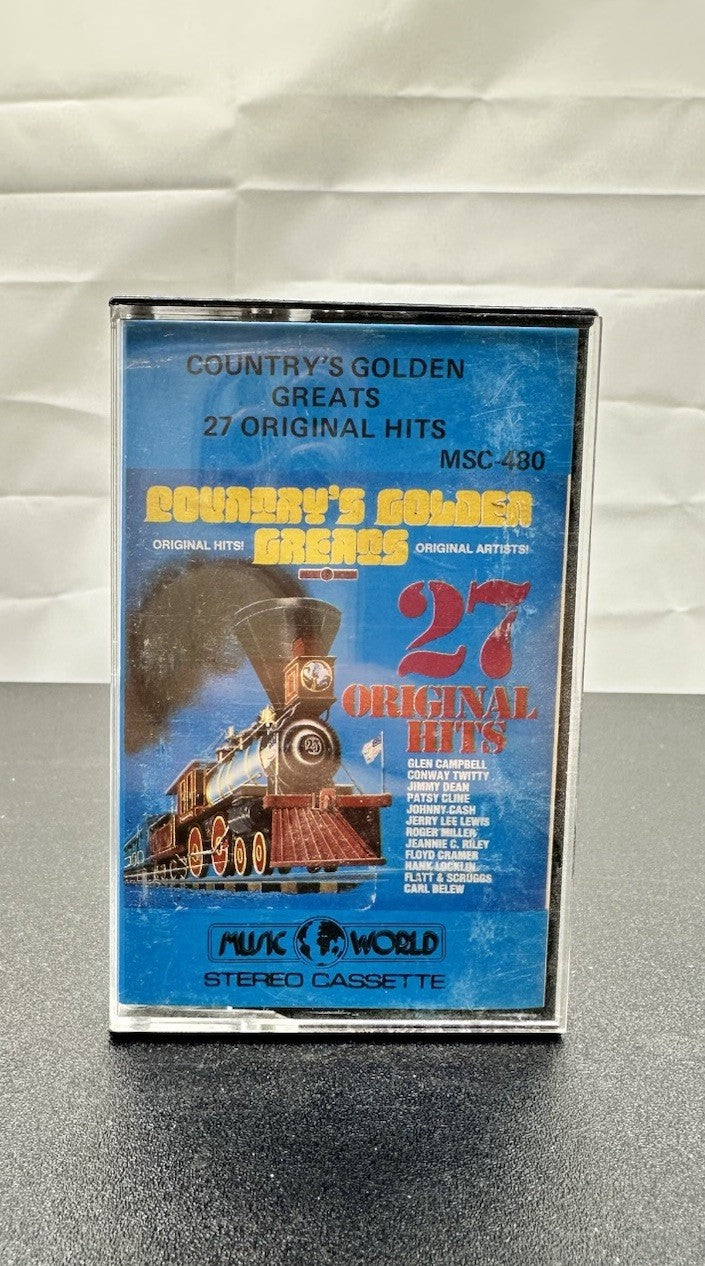 COUNTRY'S GOLDEN
GREATS
27 ORIGINAL HITS
MSC-480
COUNTRY'S GOLDEN
GREATS
ORIGINAL HITS!
ORIGINAL ARTISTS!
27
ORIGINAL
HITS
GLEN CAMPBELL
CONWAY TWITTY
JIMMY DEAN
PATSY CLINE
JOHNNY CASH
JERRY LEE LEWIS
ROGER MILLER
JEANNIE C. RILEY
FLOYD CRAMER
HANK LOCKLIN
FLATT & SCRUGGS
CARL BELEW
MUSIC WORLD
STEREO CASSETTE